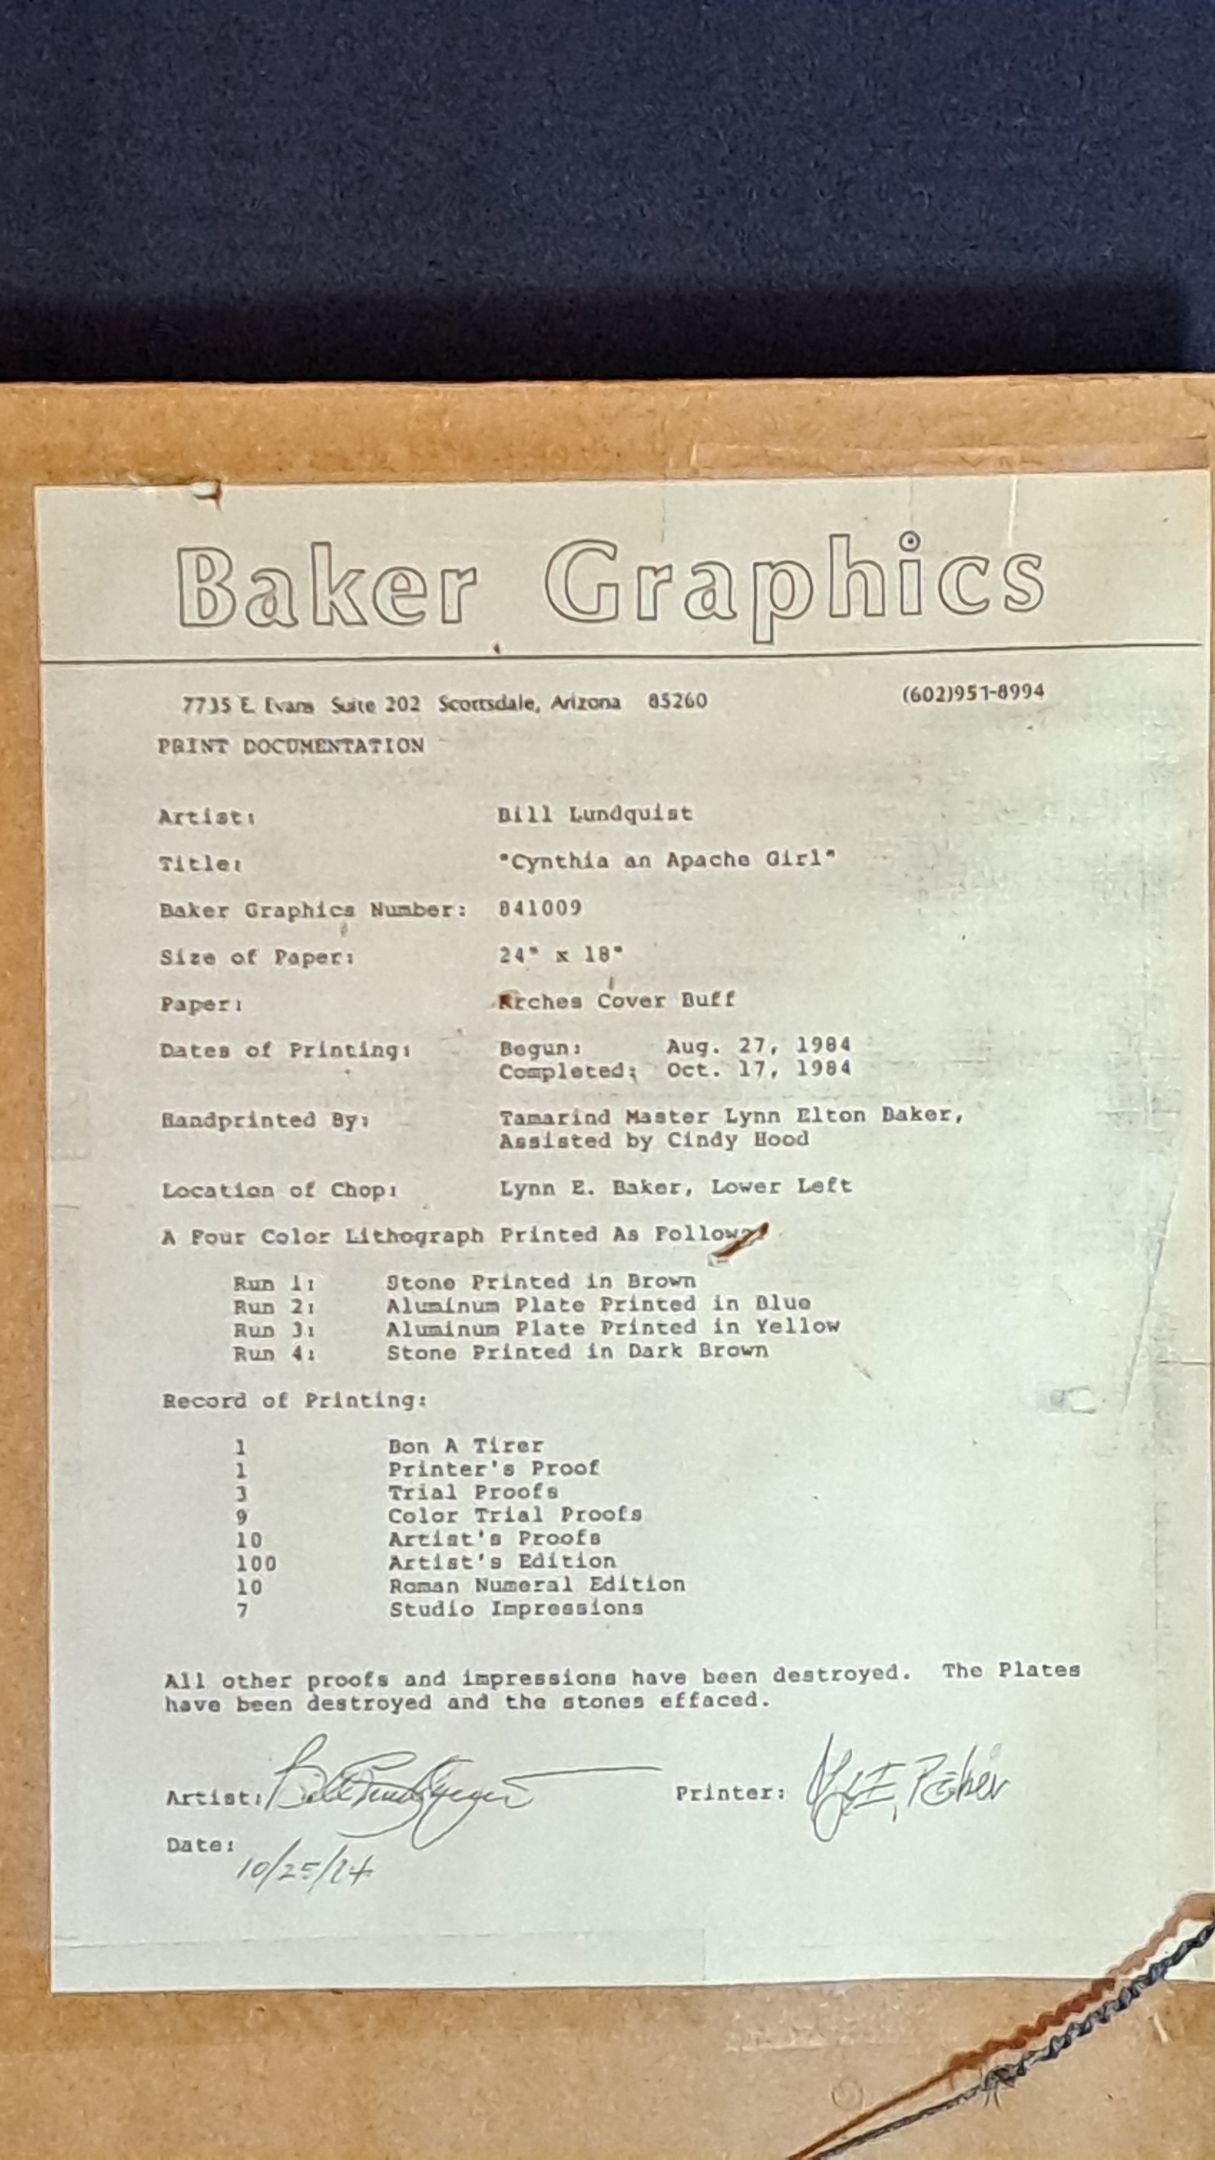 Baker Graphics
7735 E. Evans Suite 202 Scottsdale, Arizona 85260 (602)951-8994
PRINT DOCUMENTATION
Artist: Bill Lundquist
Title: "Cynthia an Apache Girl"
Baker Graphics Number: 841009
Size of Paper: 24" x 18"
Paper: Arches Cover Buff
Dates of Printing: Begun: Aug. 27, 1984
Completed: Oct. 17, 1984
Handprinted By: Tamarind Master Lynn Elton Baker,
Assisted by Cindy Hood
Location of Chop: Lynn E. Baker, Lower Left
A Four Color Lithograph Printed As Follows:
Run 1: Stone Printed in Brown
Run 2: Aluminum Plate Printed in Blue
Run 3: Aluminum Plate Printed in Yellow
Run 4: Stone Printed in Dark Brown
Record of Printing:
1 Bon A Tirer
1 Printer's Proof
3 Trial Proofs
9 Color Trial Proofs
10 Artist's Proofs
100 Artist's Edition
10 Roman Numeral Edition
7 Studio Impressions
All other proofs and impressions have been destroyed. The Plates
have been destroyed and the stones effaced.
Artist: Bill Lundquist Printer: Lynn E. Baker
Date:
10/25/84